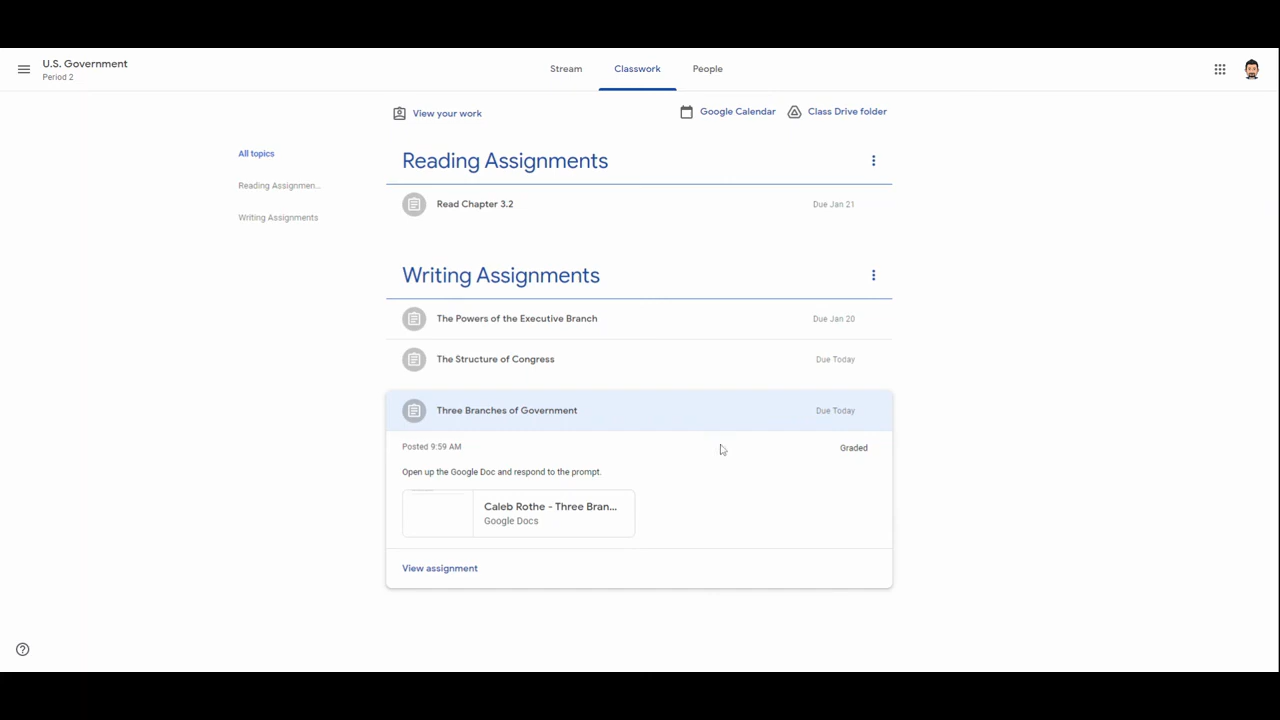 U.S. Government
Period 2
Stream
Classwork
People
View your work
Google Calendar
Class Drive folder
All topics
Reading Assignmen...
Writing Assignments
Reading Assignments
Read Chapter 3.2
Due Jan 21
Writing Assignments
The Powers of the Executive Branch
Due Jan 20
The Structure of Congress
Due Today
Three Branches of Government
Due Today
Posted 9:59 AM
Graded
Open up the Google Doc and respond to the prompt.
Caleb Rothe - Three Bran...
Google Docs
View assignment